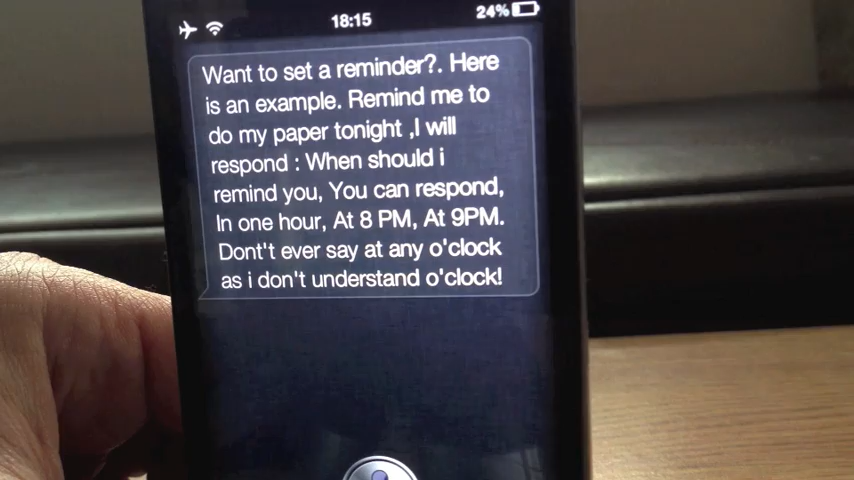 18:15
24%
Want to set a reminder?. Here
is an example. Remind me to
do my paper tonight ,I will
respond : When should i
remind you, You can respond,
In one hour, At 8 PM, At 9PM.
Dont't ever say at any o'clock
as i don't understand o'clock!